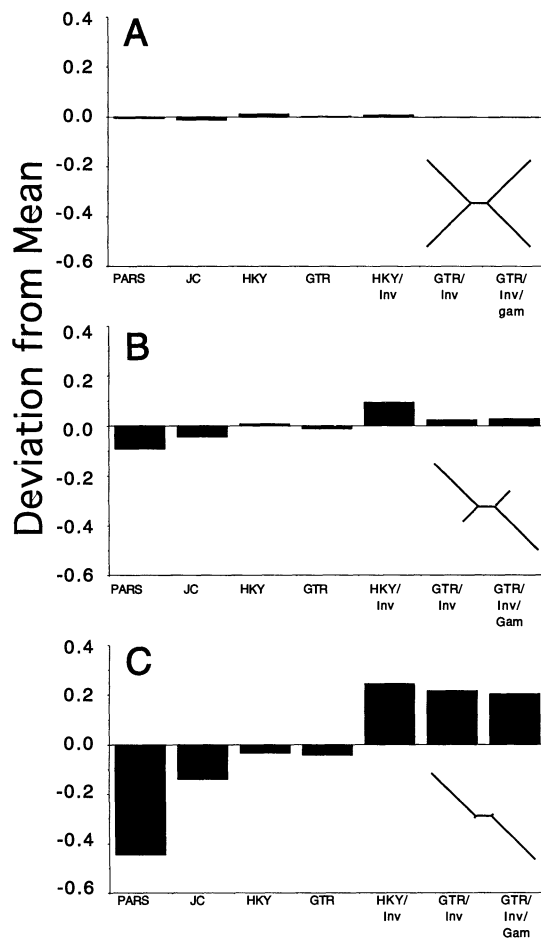 Deviation from Mean
A
0.4
0.2
0.0
-0.2
-0.4
-0.6
PARS JC HKY GTR HKY/ GTR/ GTR/
Inv Inv Inv/
gam
B
0.4
0.2
0.0
-0.2
-0.4
-0.6
PARS JC HKY GTR HKY/ GTR/ GTR/
Inv Inv Inv/
Gam
C
0.4
0.2
0.0
-0.2
-0.4
-0.6
PARS JC HKY GTR HKY/ GTR/ GTR/
Inv Inv Inv/
Gam